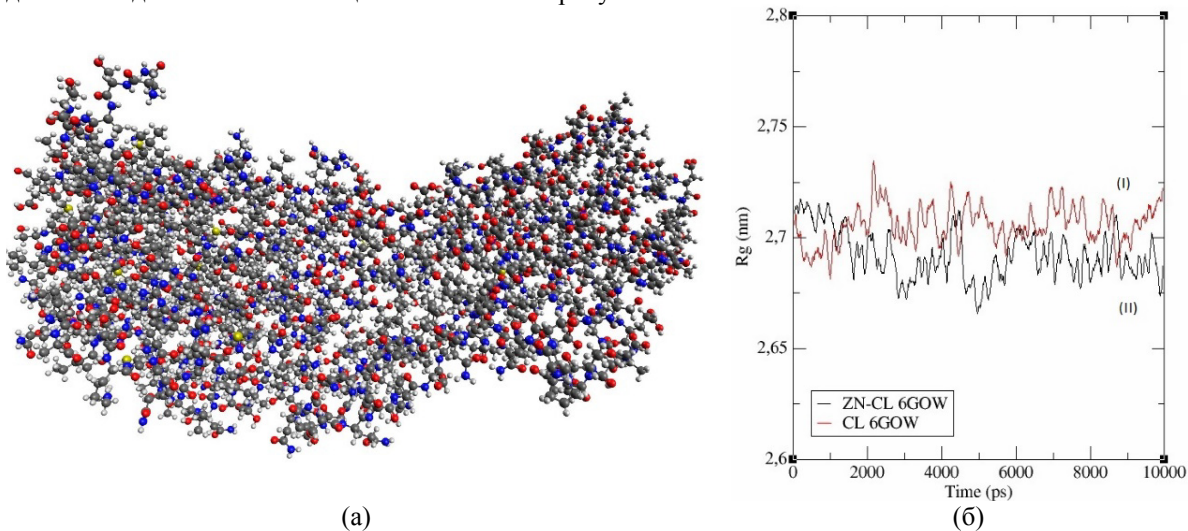 2,8
2,75
2,7
2,65
2,6
Rg (nm)
(I)
(II)
ZN-CL 6GOW
CL 6GOW
0 2000 4000 6000 8000 10000
Time (ps)
(а) (б)